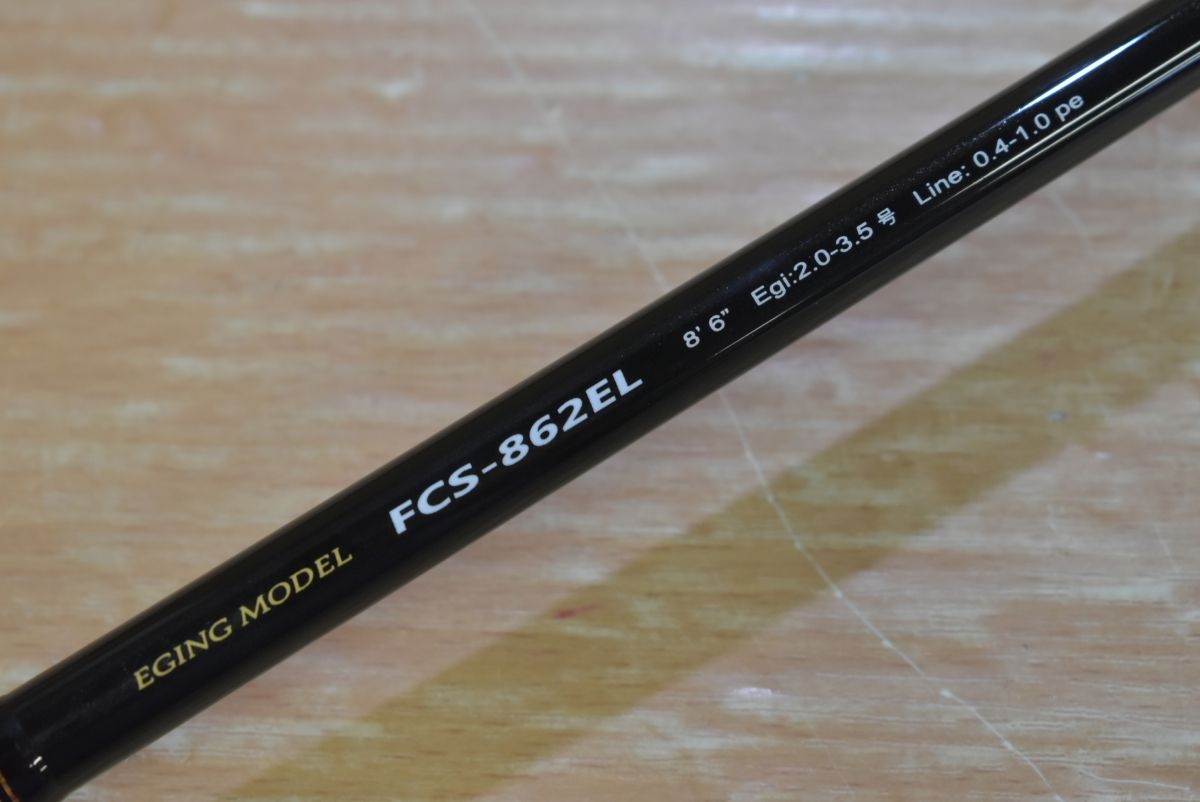 EGING MODEL FCS-862EL 8' 6" Egi:2.0-3.5 号 Line: 0.4-1.0 pe